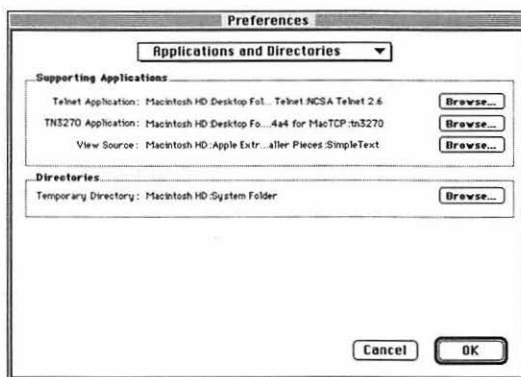 Preferences
Applications and Directories
Supporting Applications
Telnet Application: Macintosh HD:Desktop Fol... Telnet:NCSA Telnet 2.6 Browse...
TN3270 Application: Macintosh HD:Desktop Fo....4a4 for MacTCP:tn3270 Browse...
View Source: Macintosh HD:Apple Extr...aller Pieces:SimpleText Browse...
Directories
Temporary Directory: Macintosh HD:System Folder Browse...
Cancel OK